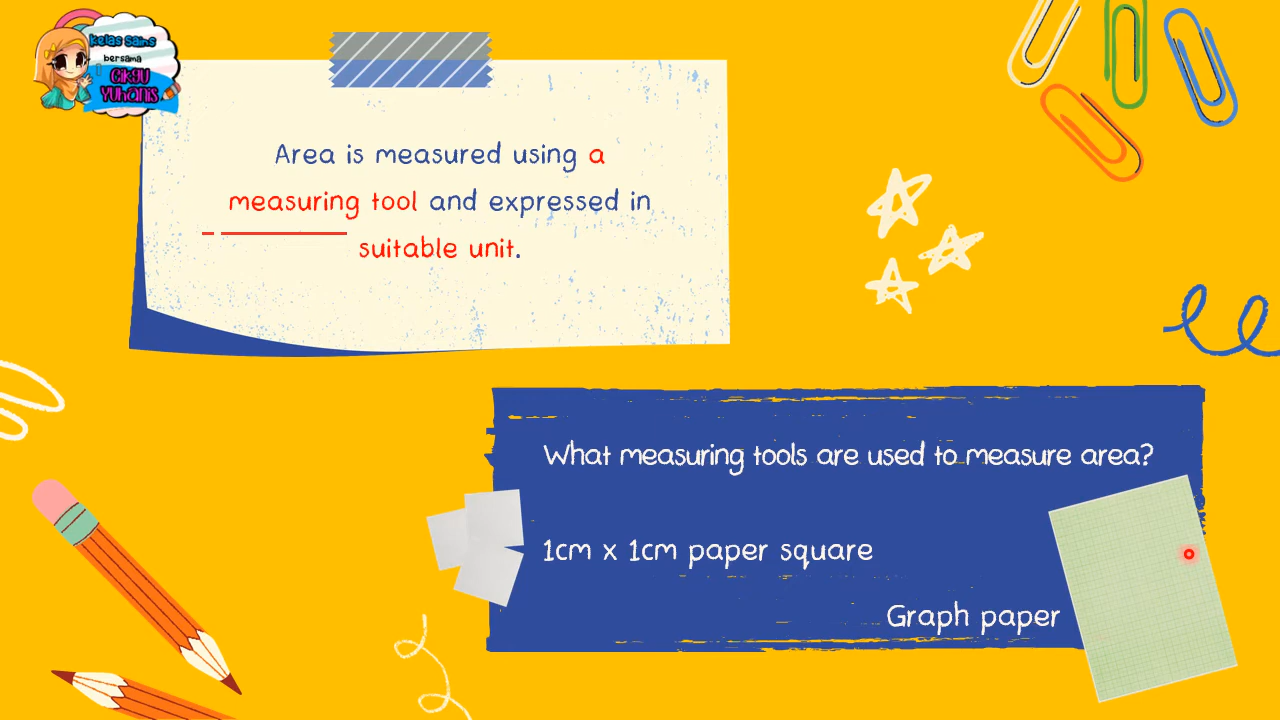 Kelas Sains
bersama
Cikgu
Yuhanis
Area is measured using a
measuring tool and expressed in
suitable unit.
What measuring tools are used to measure area?
1cm x 1cm paper square
Graph paper